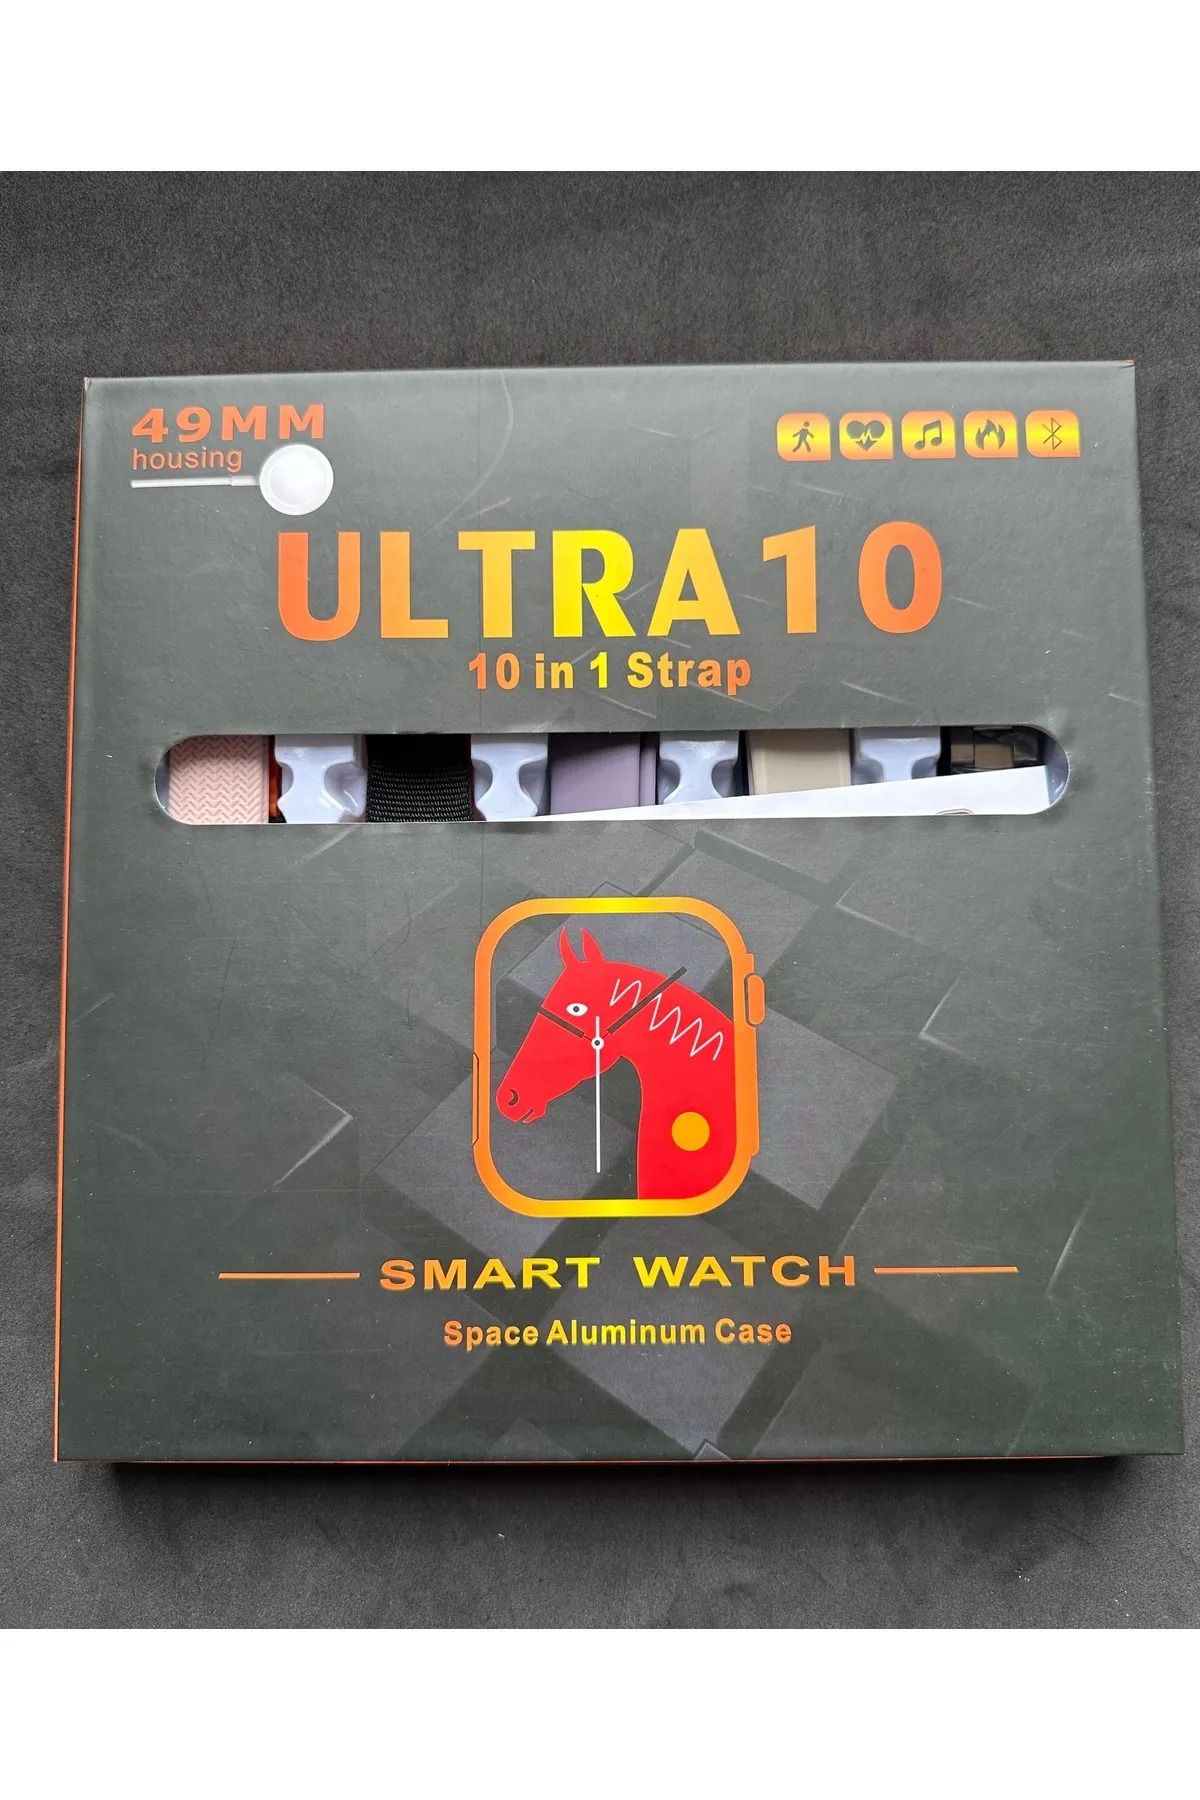 49MM
housing
ULTRA10
10 in 1 Strap
SMART WATCH
Space Aluminum Case